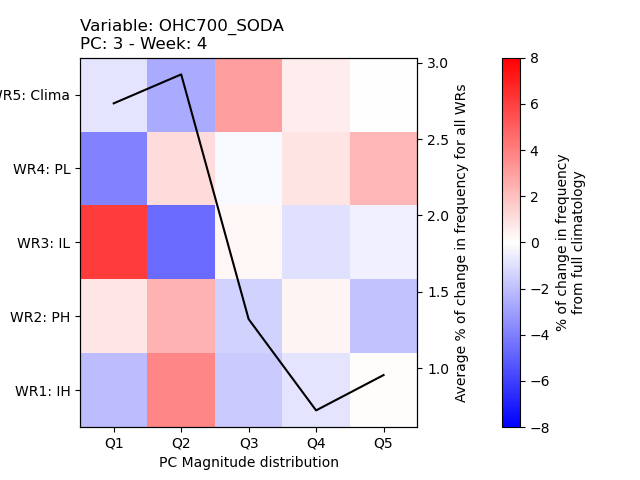 Variable: OHC700_SODA
PC: 3 - Week: 4
WR5: Clima
WR4: PL
WR3: IL
WR2: PH
WR1: IH
Q1 Q2 Q3 Q4 Q5
PC Magnitude distribution
3.0
2.5
2.0
1.5
1.0
Average % of change in frequency for all WRs
8
6
4
2
0
−2
−4
−6
−8
% of change in frequency
from full climatology